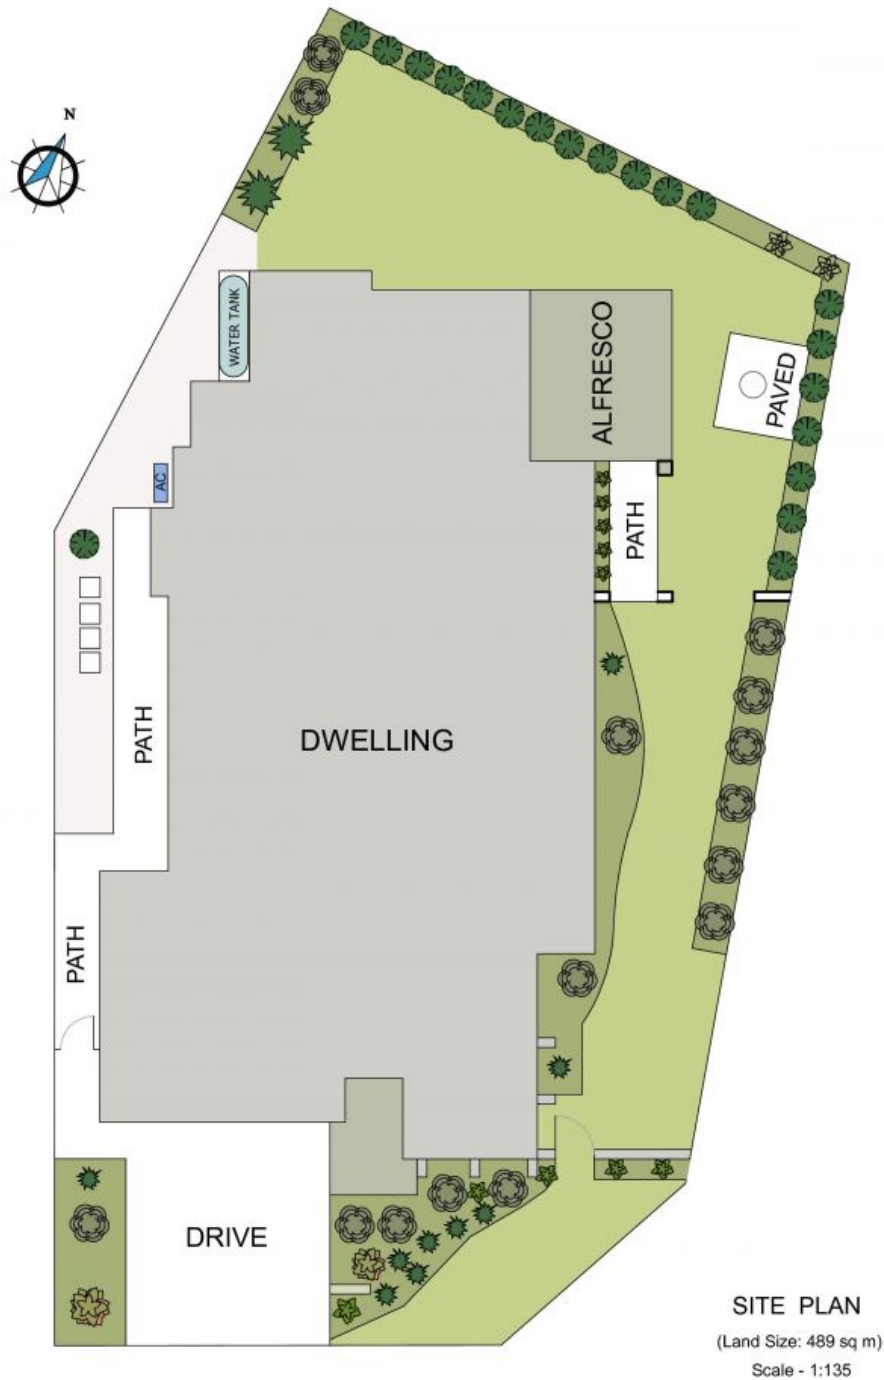 N
WATER TANK
ALFRESCO
PAVED
AC
PATH
PATH
DWELLING
PATH
DRIVE
SITE PLAN
(Land Size: 489 sq m)
Scale - 1:135